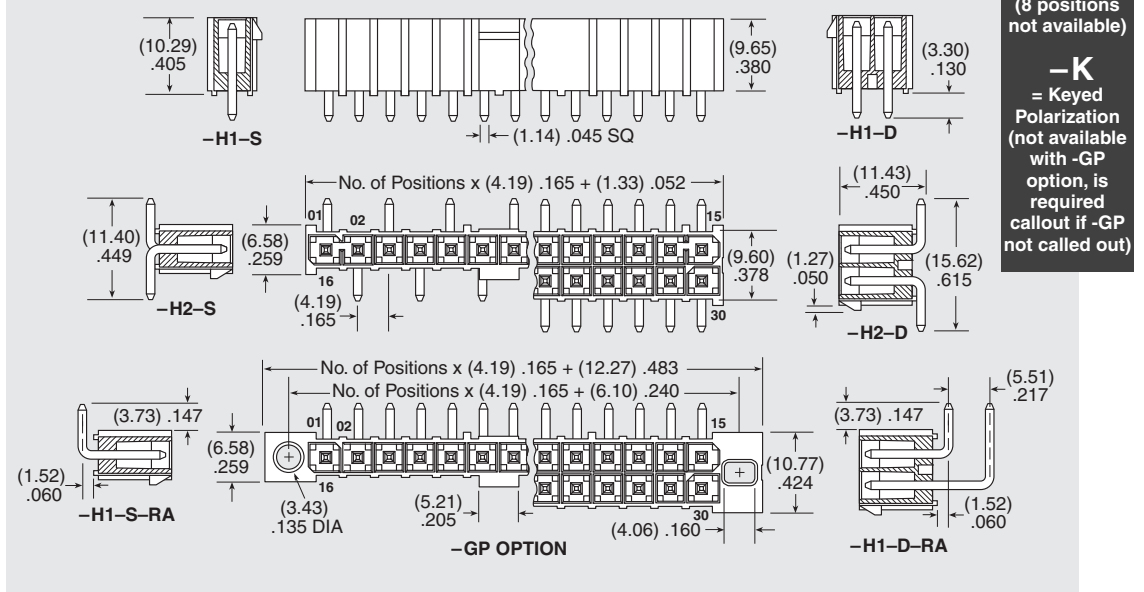 (8 positions
not available)
–K
= Keyed
Polarization
(not available
with -GP
option, is
required
callout if -GP
not called out)
(10.29)
.405
–H1–S
(9.65)
.380
(1.14) .045 SQ
(3.30)
.130
–H1–D
No. of Positions x (4.19) .165 + (1.33) .052
01
02
15
16
30
(11.40)
.449
–H2–S
(6.58)
.259
(4.19)
.165
(9.60)
.378
(11.43)
.450
(1.27)
.050
(15.62)
.615
–H2–D
No. of Positions x (4.19) .165 + (12.27) .483
No. of Positions x (4.19) .165 + (6.10) .240
01
02
15
16
30
(3.73) .147
(1.52)
.060
–H1–S–RA
(6.58)
.259
(3.43)
.135 DIA
(5.21)
.205
(4.06) .160
(10.77)
.424
–GP OPTION
(5.51)
.217
(3.73) .147
(1.52)
.060
–H1–D–RA